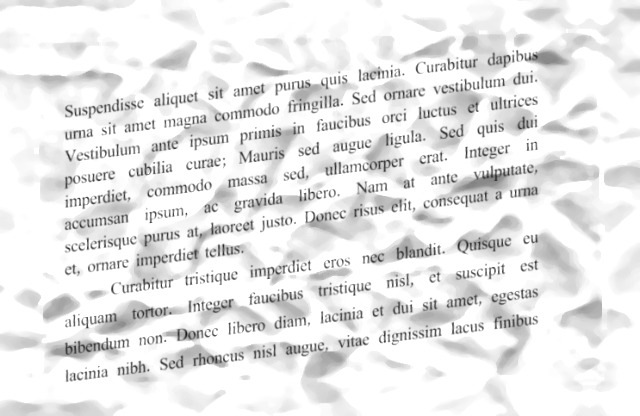 Suspendisse aliquet sit amet purus quis lacinia. Curabitur dapibus
urna sit amet magna commodo fringilla. Sed ornare vestibulum dui.
Vestibulum ante ipsum primis in faucibus orci luctus et ultrices
posuere cubilia curae; Mauris sed augue ligula. Sed quis dui
imperdiet, commodo massa sed, ullamcorper erat. Integer in
accumsan ipsum, ac gravida libero. Nam at ante vulputate,
scelerisque purus at, laoreet justo. Donec risus elit, consequat a urna
et, ornare imperdiet tellus.
Curabitur tristique imperdiet eros nec blandit. Quisque eu
aliquam tortor. Integer faucibus tristique nisl, et suscipit est
bibendum non. Donec libero diam, lacinia et dui sit amet, egestas
lacinia nibh. Sed rhoncus nisl augue, vitae dignissim lacus finibus